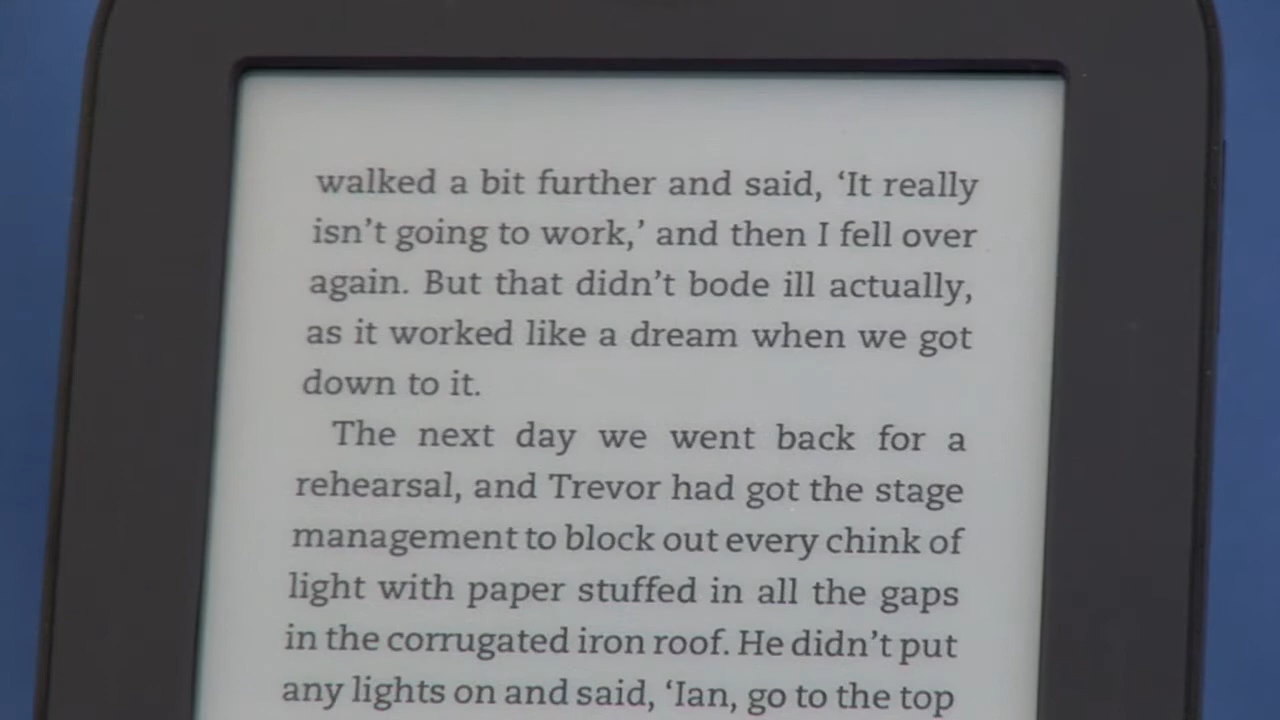 walked a bit further and said, ‘It really
isn’t going to work,’ and then I fell over
again. But that didn’t bode ill actually,
as it worked like a dream when we got
down to it.
The next day we went back for a
rehearsal, and Trevor had got the stage
management to block out every chink of
light with paper stuffed in all the gaps
in the corrugated iron roof. He didn’t put
any lights on and said, ‘Ian, go to the top